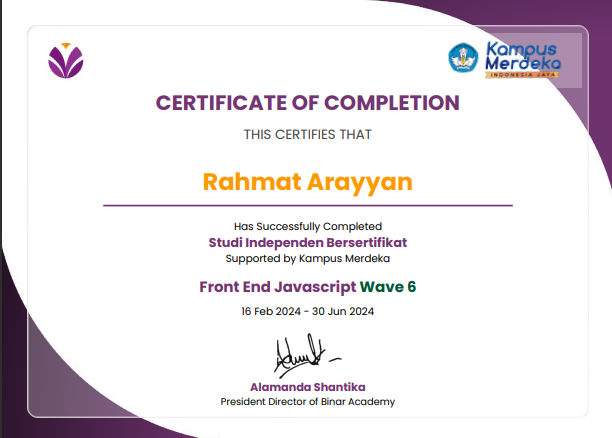 Kampus
Merdeka
INDONESIA JAYA
CERTIFICATE OF COMPLETION
THIS CERTIFIES THAT
Rahmat Arayyan
Has Successfully Completed
Studi Independen Bersertifikat
Supported by Kampus Merdeka
Front End Javascript Wave 6
16 Feb 2024 - 30 Jun 2024
Alamanda Shantika
President Director of Binar Academy